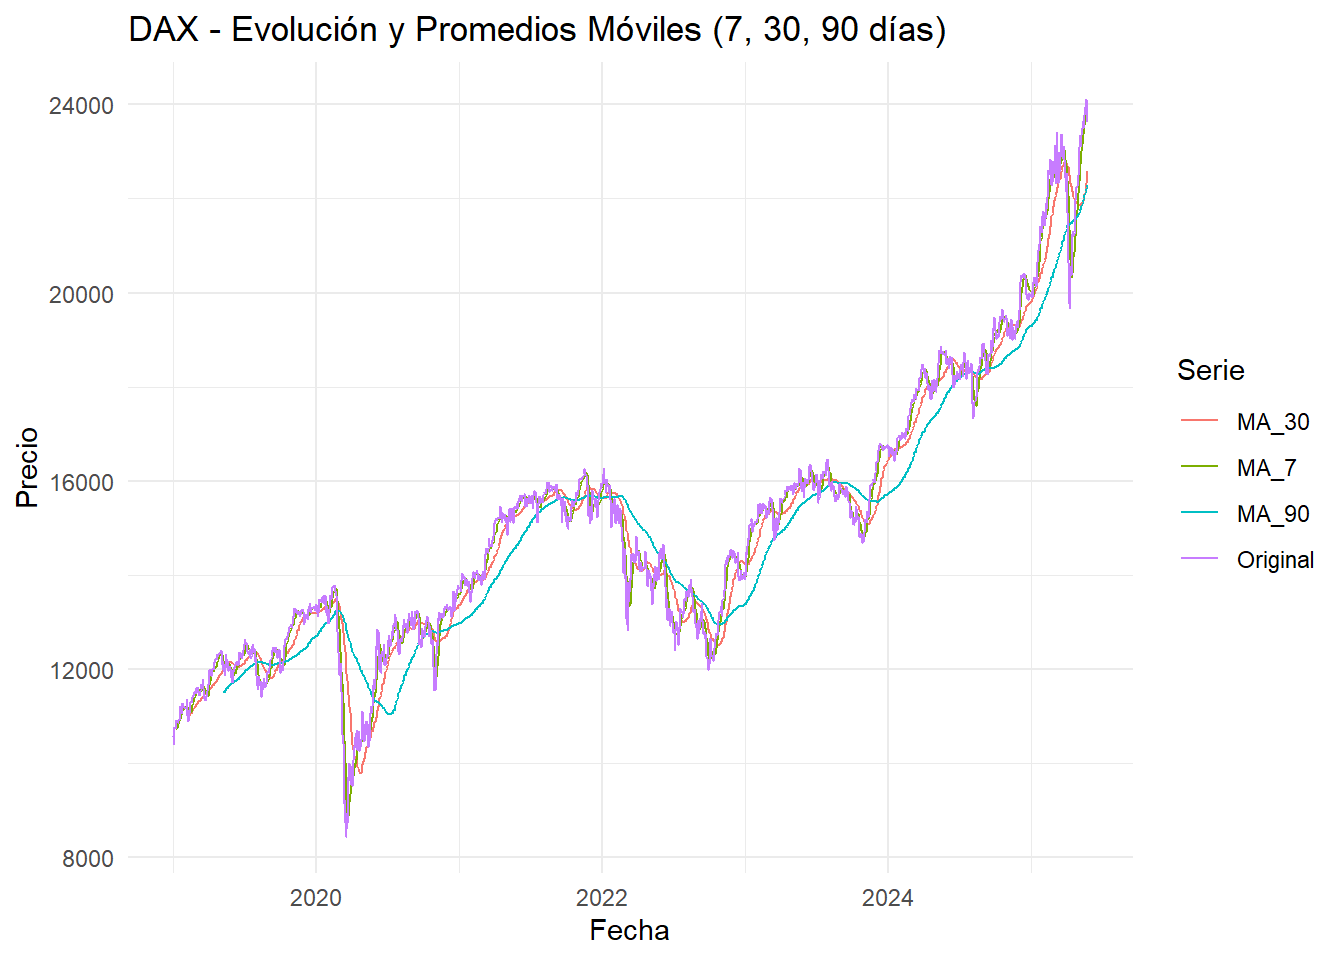 DAX - Evolución y Promedios Móviles (7, 30, 90 días)
24000
20000
16000
12000
8000
Precio
2020
2022
2024
Fecha
Serie
MA_30
MA_7
MA_90
Original